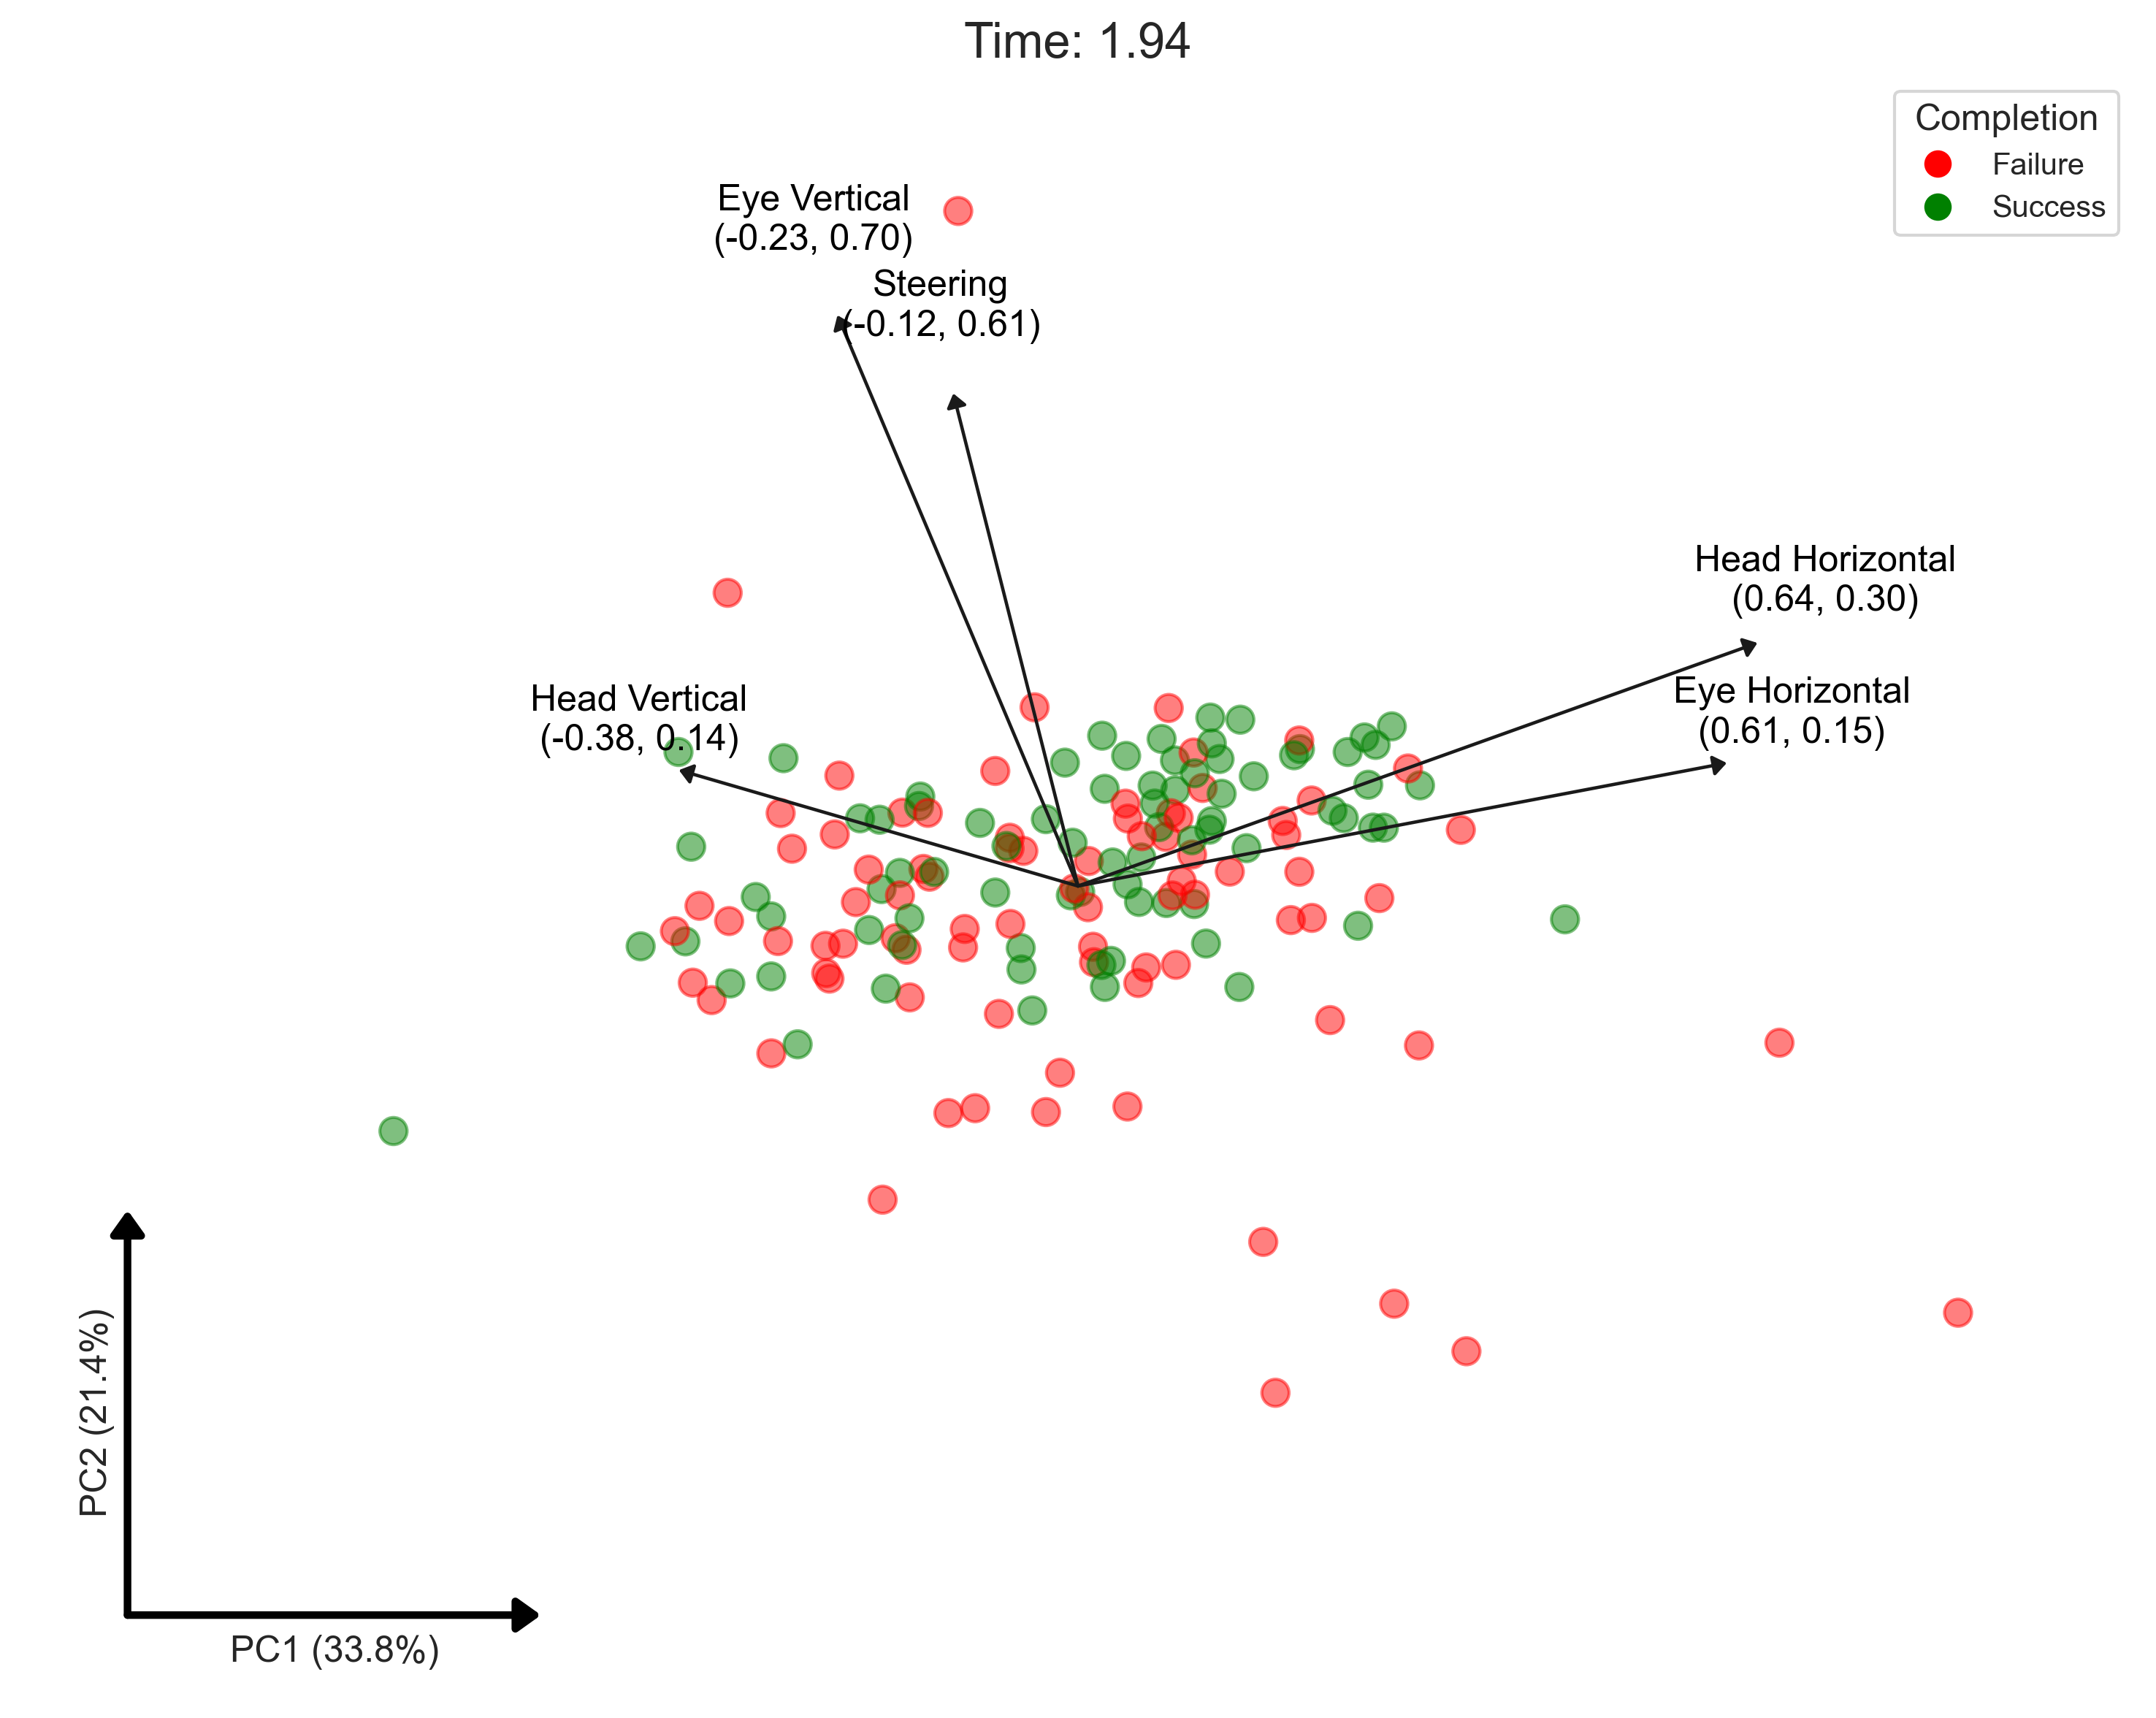 Time: 1.94
Completion
Failure
Success
Eye Vertical
(-0.23, 0.70)
Steering
(-0.12, 0.61)
Head Horizontal
(0.64, 0.30)
Eye Horizontal
(0.61, 0.15)
Head Vertical
(-0.38, 0.14)
PC2 (21.4%)
PC1 (33.8%)